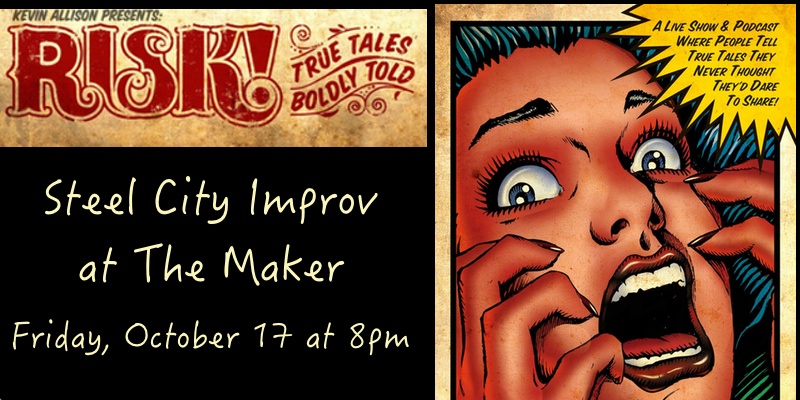 KEVIN ALLISON PRESENTS:
RISK!
TRUE TALES
BOLDLY TOLD
Steel City Improv
at The Maker
Friday, October 17 at 8pm
A LIVE SHOW & PODCAST
WHERE PEOPLE TELL
TRUE TALES THEY
NEVER THOUGHT
THEY'D DARE
TO SHARE!